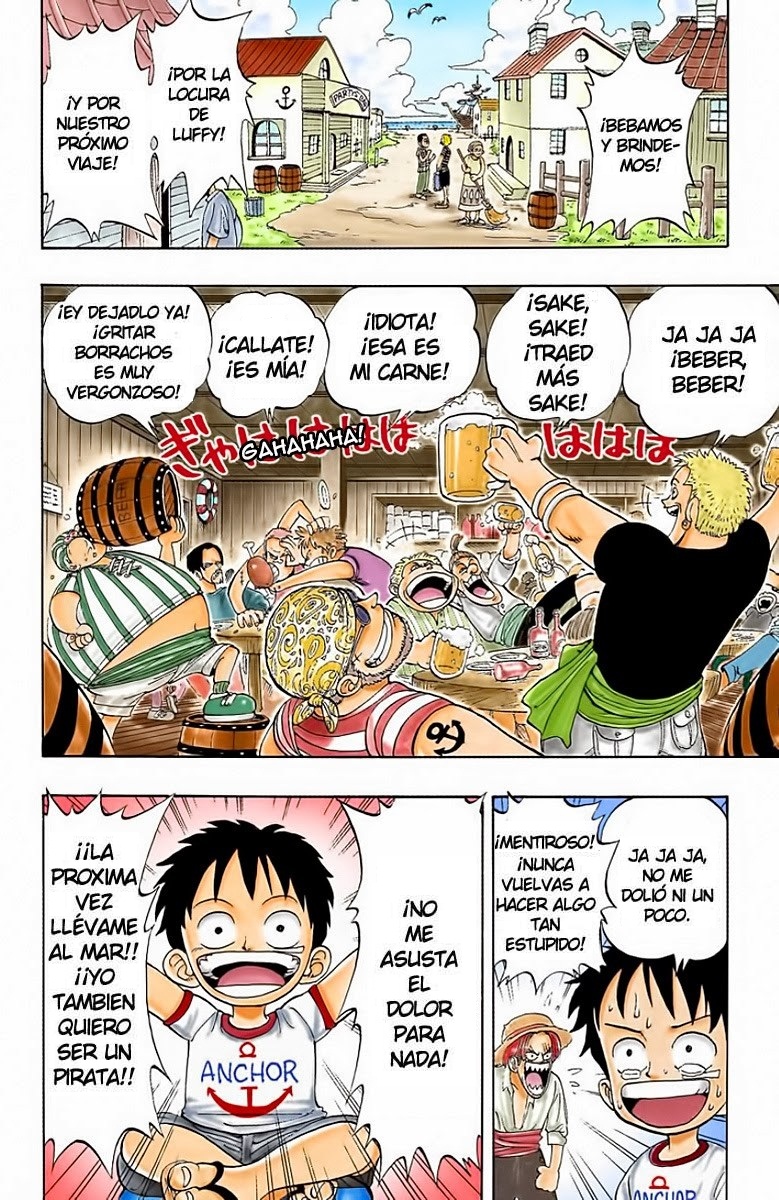 ¡BEBAMOS
Y BRINDE-
MOS!
¡POR LA
LOCURA
DE
LUFFY!
¡Y POR
NUESTRO
PRÓXIMO
VIAJE!
PARTYS
JA JA JA
¡BEBER,
BEBER!
¡SAKE,
SAKE!
¡TRAED
MÁS
SAKE!
¡IDIOTA!
¡ESA ES
MI CARNE!
¡CALLATE!
¡ES MÍA!
¡EY DEJADLO YA!
¡GRITAR
BORRACHOS
ES MUY
VERGONZOSO!
ぎゃはははは
GAHAHAHA!
ははは
BEER
JA JA JA,
NO ME
DOLIÓ NI UN
POCO.
¡MENTIROSO!
¡NUNCA
VUELVAS A
HACER ALGO
TAN
ESTUPIDO!
ANCHOR
¡NO
ME
ASUSTA
EL
DOLOR
PARA
NADA!
¡¡LA
PROXIMA
VEZ
LLÉVAME
AL MAR!!
¡¡YO
TAMBIEN
QUIERO
SER UN
PIRATA!!
ANCHOR